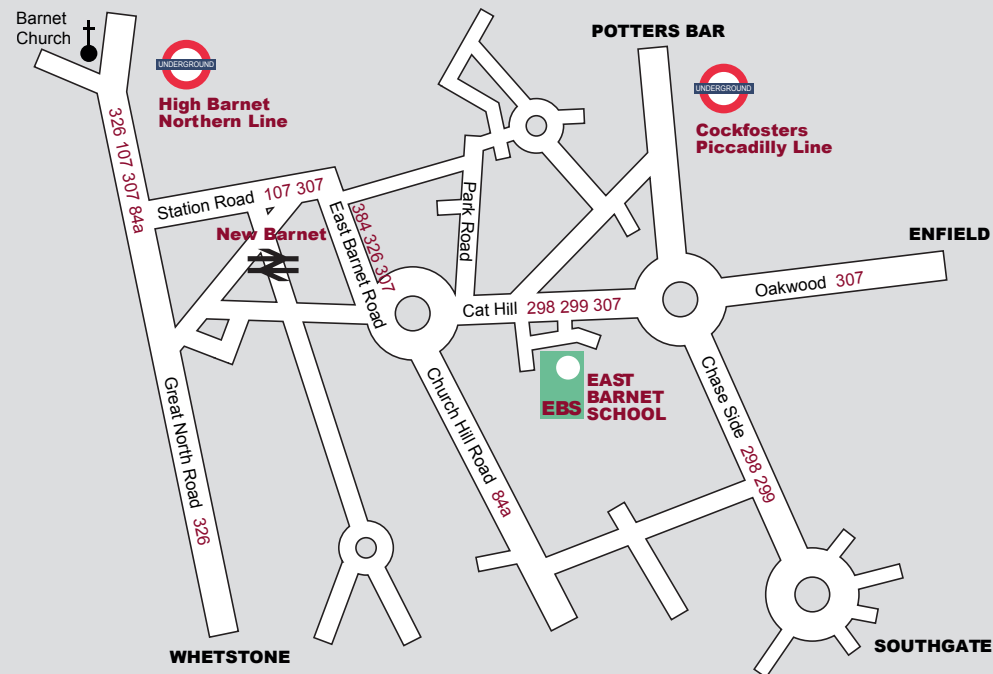 Barnet
Church
UNDERGROUND
High Barnet
Northern Line
POTTERS BAR
UNDERGROUND
Cockfosters
Piccadilly Line
326 107 307 84a
Station Road 107 307
New Barnet
East Barnet Road
384 326 307
Park Road
ENFIELD
Oakwood 307
Cat Hill 298 299 307
EBS
EAST
BARNET
SCHOOL
Chase Side 298 299
Church Hill Road 84a
Great North Road 326
WHETSTONE
SOUTHGATE